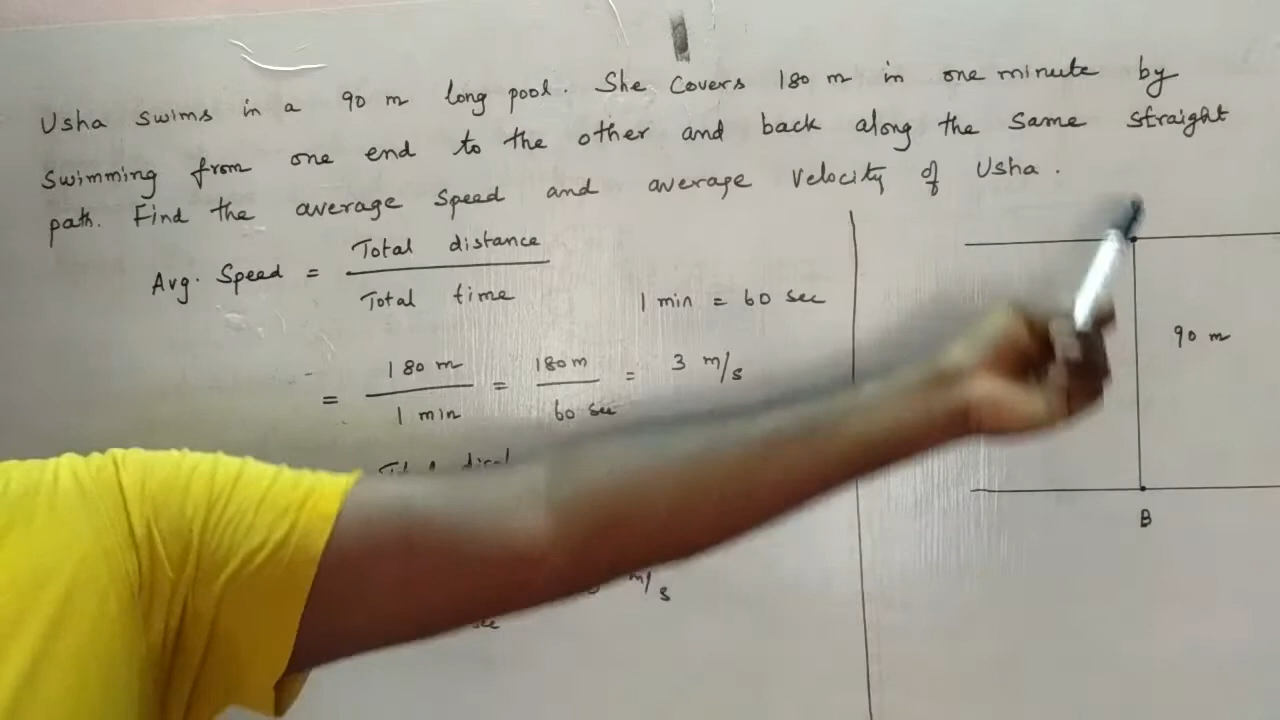 Usha swims in a 90 m long pool. She covers 180 m in one minute by
swimming from one end to the other and back along the same straight
path. Find the average speed and average velocity of Usha.
Avg. Speed = Total distance / Total time
1 min = 60 sec
= 180 m / 1 min = 180 m / 60 sec = 3 m/s
m/s
90 m
B